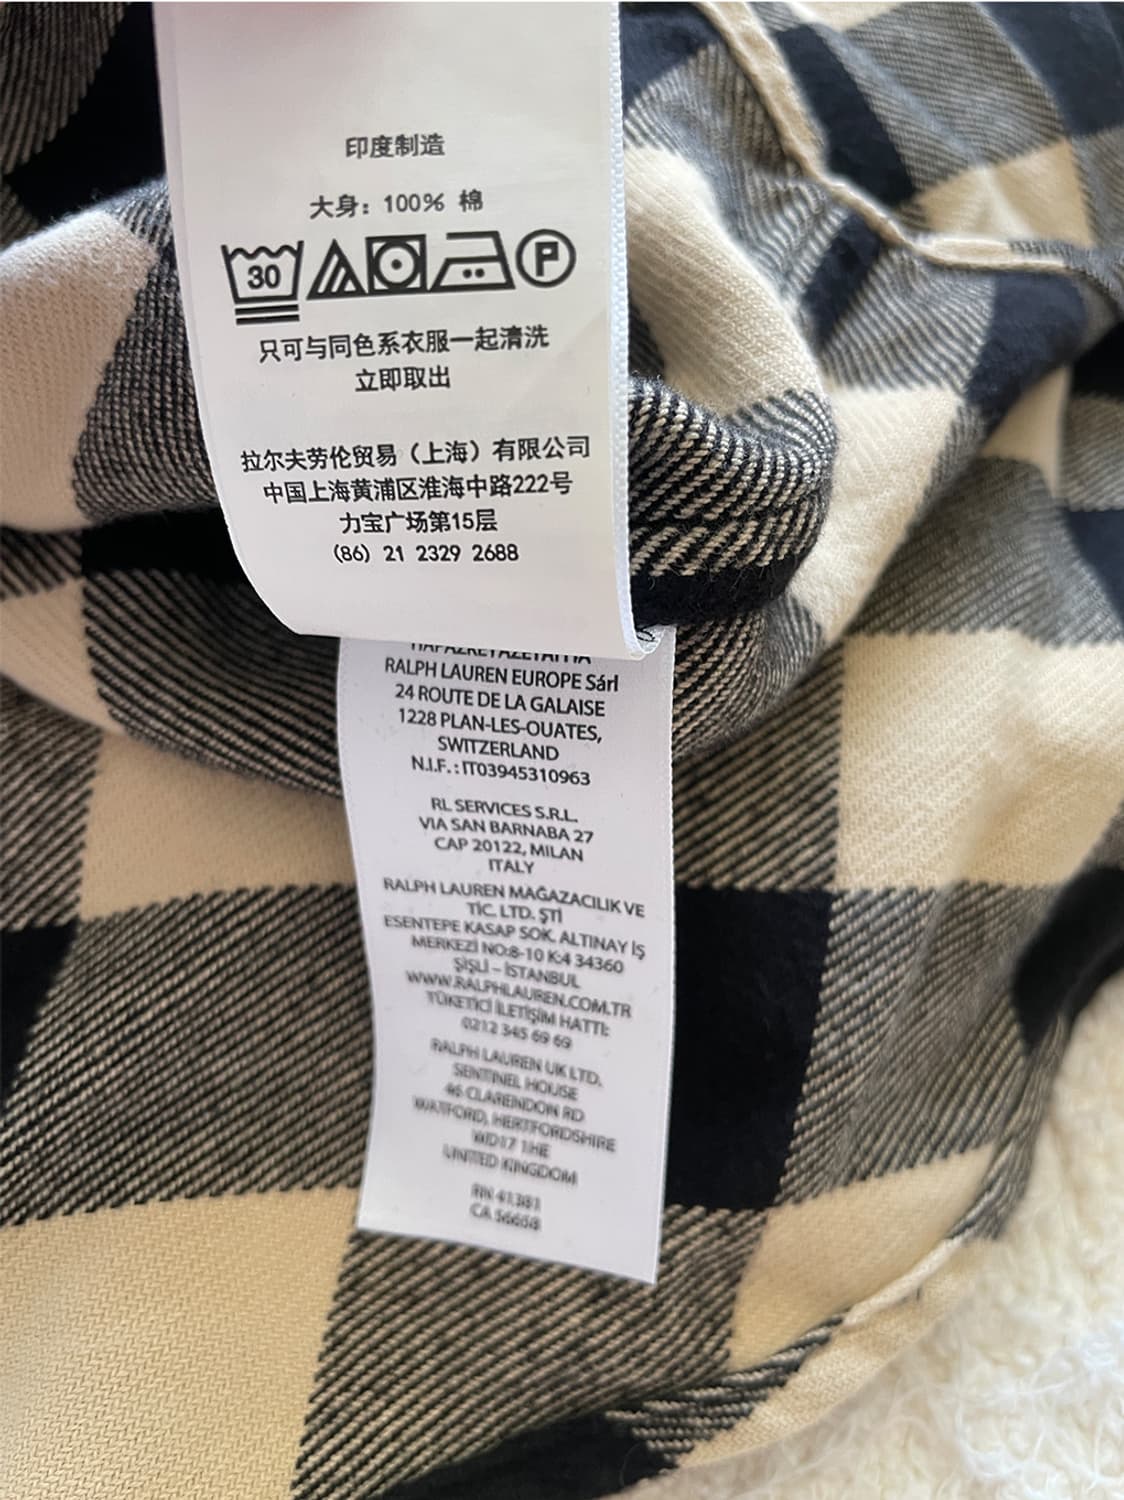 印度制造
大身：100% 棉
30
P
只可与同色系衣服一起清洗
立即取出
拉尔夫劳伦贸易（上海）有限公司
中国上海黄浦区淮海中路222号
力宝广场第15层
(86) 21 2329 2688
RALPH LAUREN EUROPE Sárl
24 ROUTE DE LA GALAISE
1228 PLAN-LES-OUATES,
SWITZERLAND
N.I.F. : IT03945310963
RL SERVICES S.R.L.
VIA SAN BARNABA 27
CAP 20122, MILAN
ITALY
RALPH LAUREN MAĞAZACILIK VE
TİC. LTD. ŞTİ
ESENTEPE KASAP SOK. ALTINAY İŞ
MERKEZİ NO:8-10 K:4 34360
ŞİŞLİ – İSTANBUL
WWW.RALPHLAUREN.COM.TR
TÜKETİCİ İLETİŞİM HATTI:
0212 345 69 69
RALPH LAUREN UK LTD.
SENTINEL HOUSE
46 CLARENDON RD
WATFORD, HERTFORDSHIRE
WD17 1HE
UNITED KINGDOM
RN 41381
CA 56658